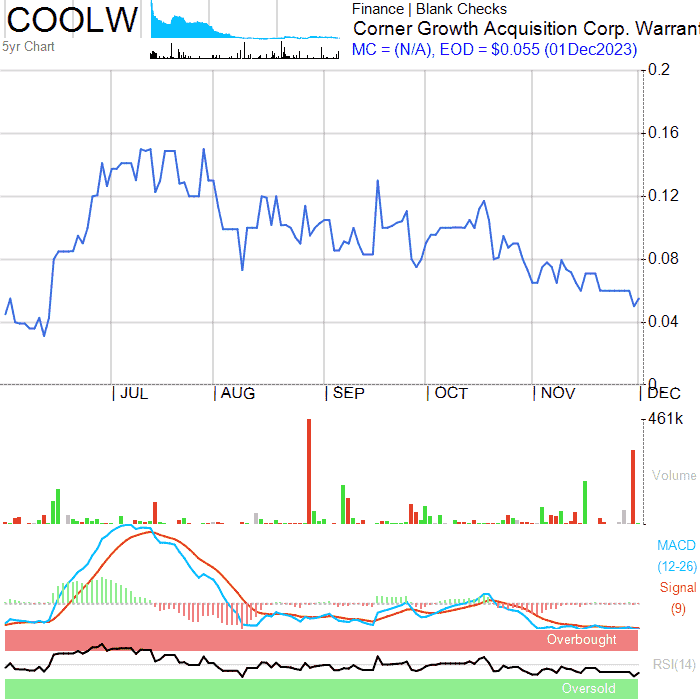 COOLW
5yr Chart
Finance | Blank Checks
Corner Growth Acquisition Corp. Warrant
MC = (N/A), EOD = $0.055 (01Dec2023)
0.2
0.16
0.12
0.08
0.04
0
JUL
AUG
SEP
OCT
NOV
DEC
461k
Volume
MACD
(12-26)
Signal
(9)
Overbought
RSI(14)
Oversold